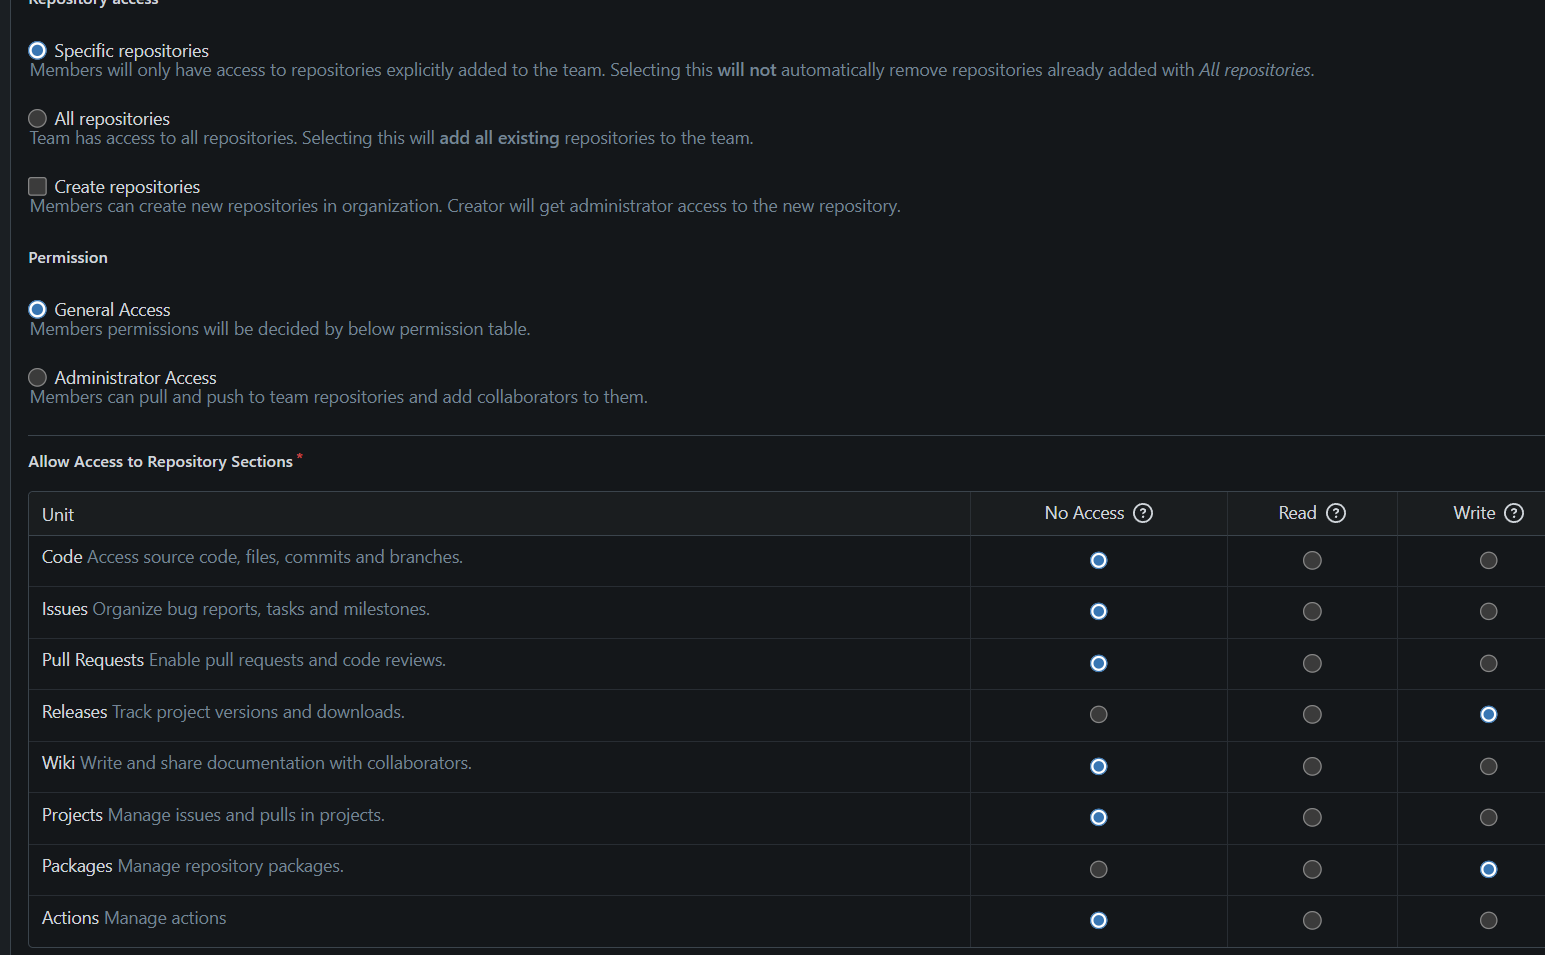 Repository access
Specific repositories
Members will only have access to repositories explicitly added to the team. Selecting this will not automatically remove repositories already added with All repositories.
All repositories
Team has access to all repositories. Selecting this will add all existing repositories to the team.
Create repositories
Members can create new repositories in organization. Creator will get administrator access to the new repository.
Permission
General Access
Members permissions will be decided by below permission table.
Administrator Access
Members can pull and push to team repositories and add collaborators to them.
Allow Access to Repository Sections *
Unit No Access ? Read ? Write ?
Code Access source code, files, commits and branches.
Issues Organize bug reports, tasks and milestones.
Pull Requests Enable pull requests and code reviews.
Releases Track project versions and downloads.
Wiki Write and share documentation with collaborators.
Projects Manage issues and pulls in projects.
Packages Manage repository packages.
Actions Manage actions